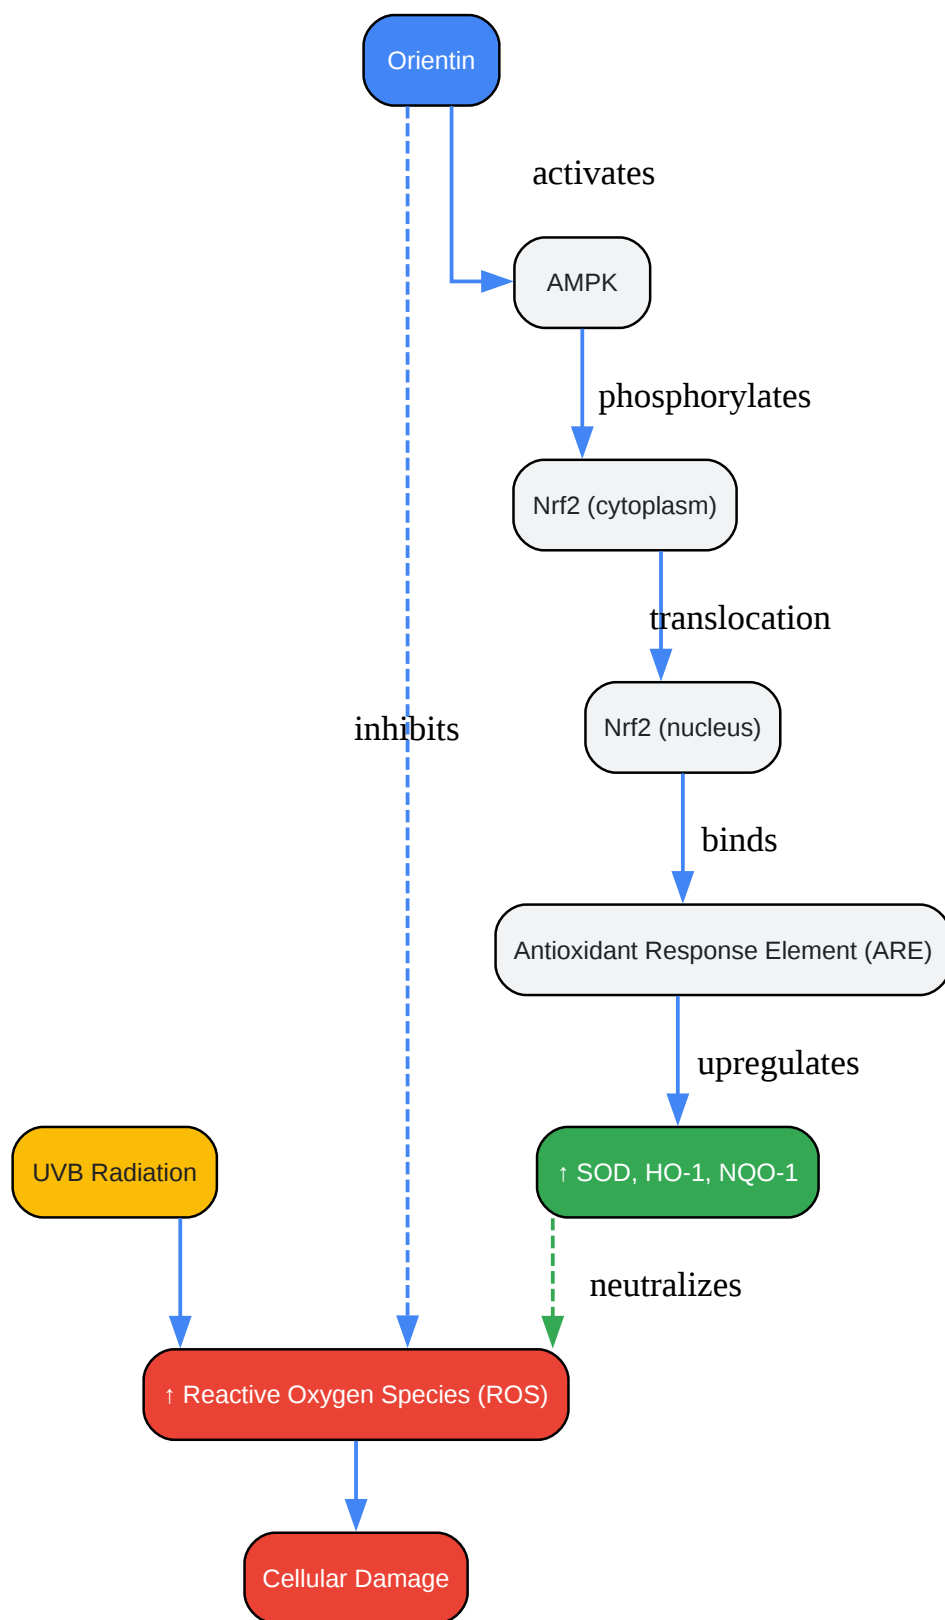 Orientin
activates
AMPK
phosphorylates
Nrf2 (cytoplasm)
translocation
inhibits
Nrf2 (nucleus)
binds
Antioxidant Response Element (ARE)
upregulates
UVB Radiation
↑ SOD, HO-1, NQO-1
neutralizes
↑ Reactive Oxygen Species (ROS)
Cellular Damage